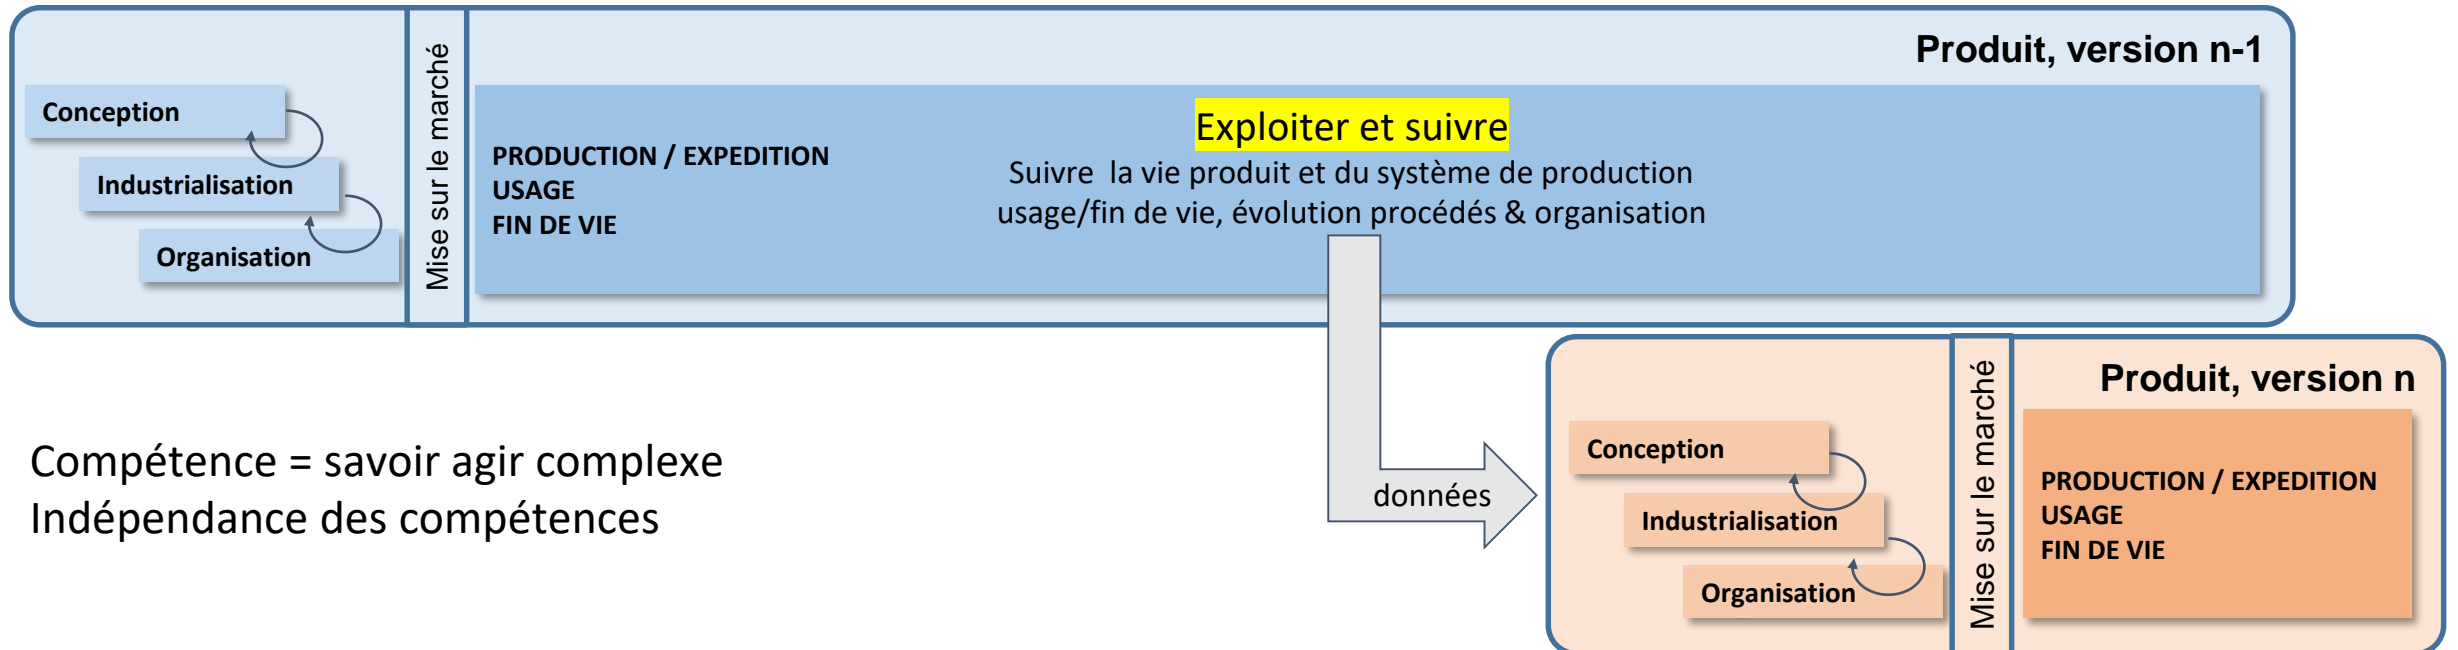 Produit, version n-1
Conception
Industrialisation
Organisation
Mise sur le marché
PRODUCTION / EXPEDITION
USAGE
FIN DE VIE
Exploiter et suivre
Suivre  la vie produit et du système de production
usage/fin de vie, évolution procédés & organisation
données
Compétence = savoir agir complexe
Indépendance des compétences
Produit, version n
Conception
Industrialisation
Organisation
Mise sur le marché
PRODUCTION / EXPEDITION
USAGE
FIN DE VIE